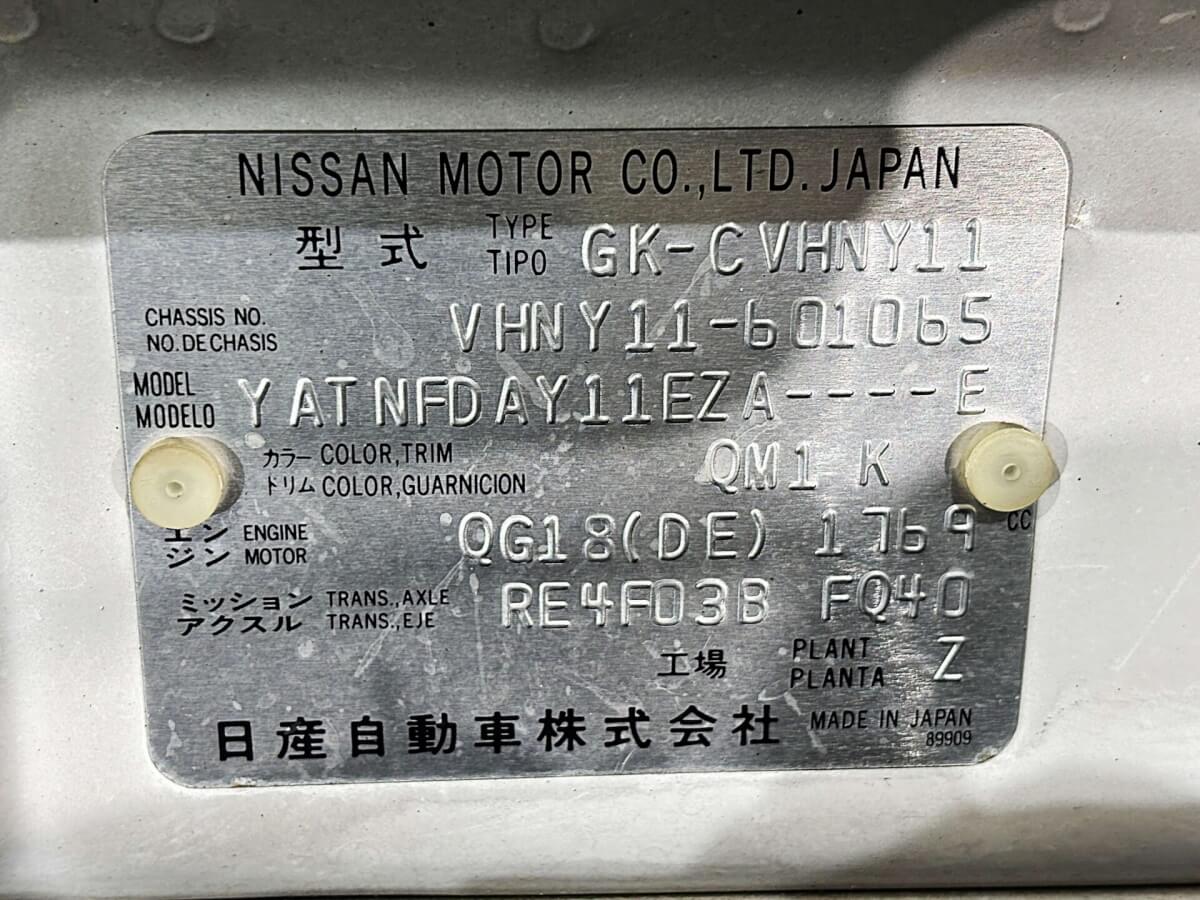 NISSAN MOTOR CO.,LTD. JAPAN
型式 TYPE TIPO GK-CVHNY11
CHASSIS NO. NO. DE CHASIS VHNY11-601065
MODEL MODELO YATNFDAY11EZA----E
カラー COLOR,TRIM QM1 K
トリム COLOR,GUARNICION
エン ENGINE QG18(DE) 1769 CC
ジン MOTOR
ミッション TRANS.,AXLE RE4F03B FQ40
アクスル TRANS.,EJE
工場 PLANT PLANTA Z
日産自動車株式会社 MADE IN JAPAN
89909